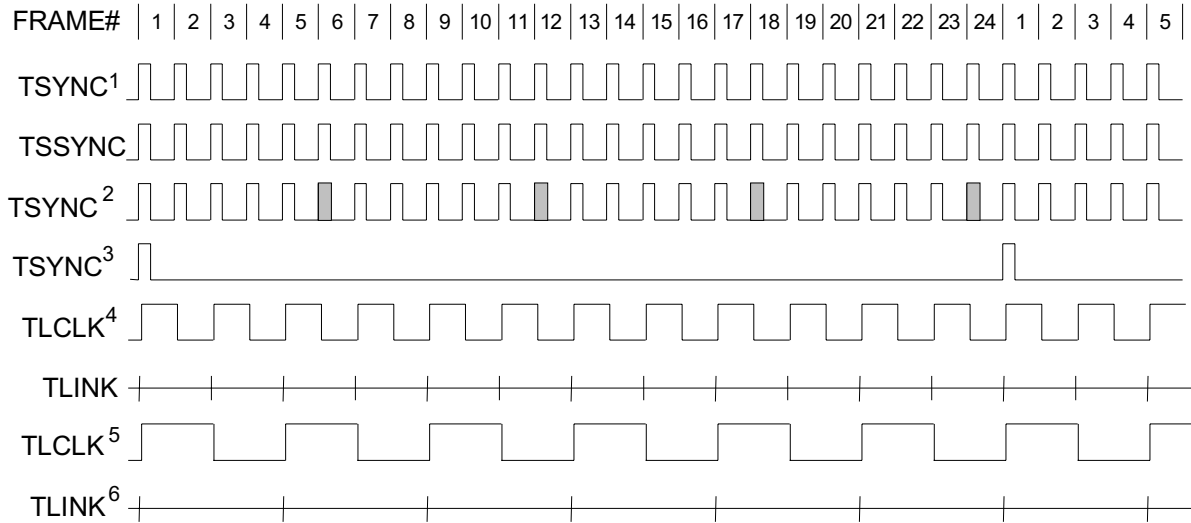 FRAME# 1 2 3 4 5 6 7 8 9 10 11 12 13 14 15 16 17 18 19 20 21 22 23 24 1 2 3 4 5
TSYNC1
TSSYNC
TSYNC2
TSYNC3
TLCLK4
TLINK
TLCLK5
TLINK6